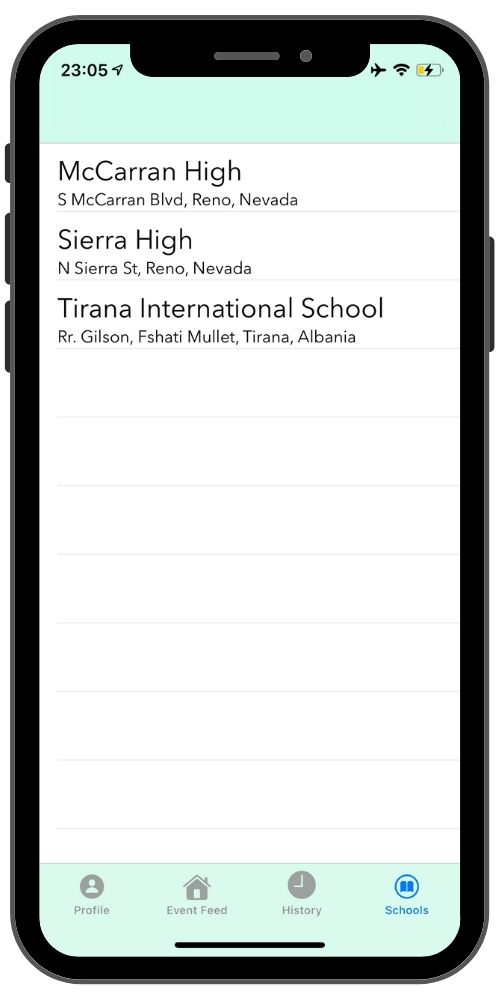 23:05
McCarran High
S McCarran Blvd, Reno, Nevada
Sierra High
N Sierra St, Reno, Nevada
Tirana International School
Rr. Gilson, Fshati Mullet, Tirana, Albania
Profile
Event Feed
History
Schools